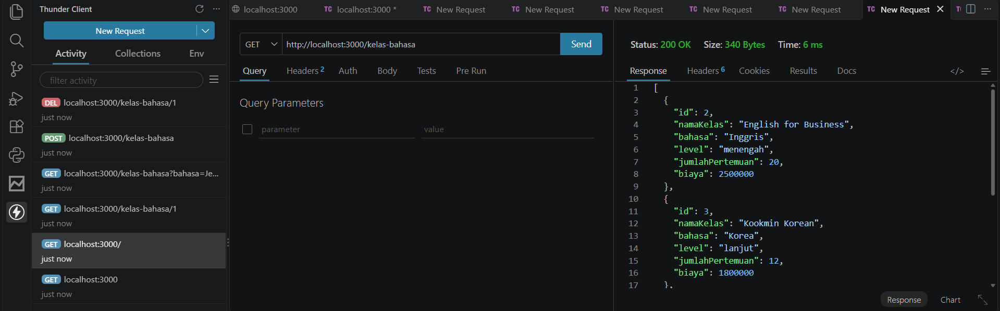 Thunder Client
New Request
Activity Collections Env
filter activity
DEL localhost:3000/kelas-bahasa/1
just now
POST localhost:3000/kelas-bahasa
just now
GET localhost:3000/kelas-bahasa?bahasa=Je...
just now
GET localhost:3000/kelas-bahasa/1
just now
GET localhost:3000/
just now
GET localhost:3000
just now
localhost:3000 TC localhost:3000 * TC New Request TC New Request TC New Request TC New Request TC New Request TC New Request
GET http://localhost:3000/kelas-bahasa Send
Query Headers 2 Auth Body Tests Pre Run
Query Parameters
parameter value
Status: 200 OK Size: 340 Bytes Time: 6 ms
Response Headers 6 Cookies Results Docs </>
1 [
2 {
3 "id": 2,
4 "namaKelas": "English for Business",
5 "bahasa": "Inggris",
6 "level": "menengah",
7 "jumlahPertemuan": 20,
8 "biaya": 2500000
9 },
10 {
11 "id": 3,
12 "namaKelas": "Kookmin Korean",
13 "bahasa": "Korea",
14 "level": "lanjut",
15 "jumlahPertemuan": 12,
16 "biaya": 1800000
17 },
Response Chart